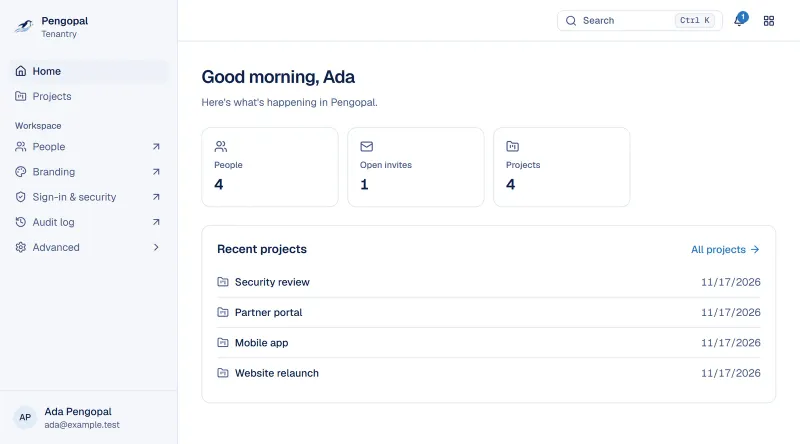 Pengopal
Tenantry
Search
Ctrl K
1
Home
Projects
Workspace
People
Branding
Sign-in & security
Audit log
Advanced
Good morning, Ada
Here's what's happening in Pengopal.
People
4
Open invites
1
Projects
4
Recent projects
All projects
Security review 11/17/2026
Partner portal 11/17/2026
Mobile app 11/17/2026
Website relaunch 11/17/2026
AP
Ada Pengopal
ada@example.test